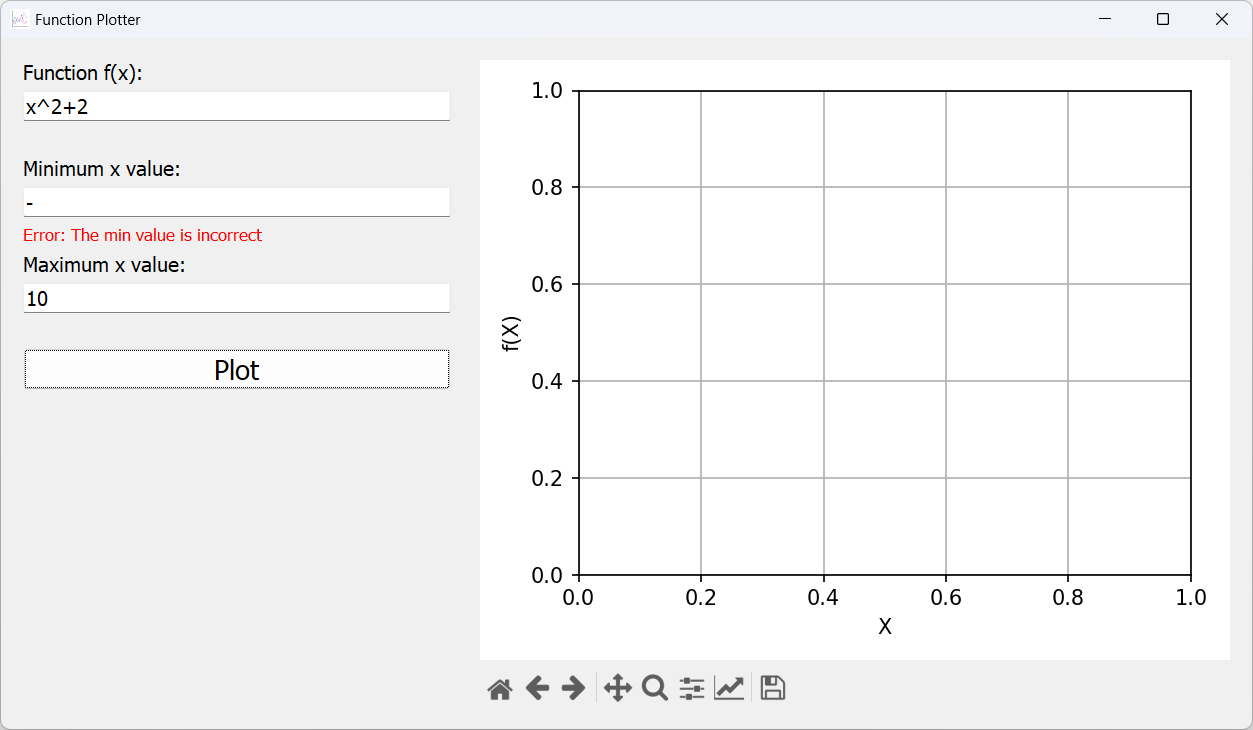 Function Plotter
Function f(x):
x^2+2
Minimum x value:
-
Error: The min value is incorrect
Maximum x value:
10
Plot
1.0
0.8
0.6
0.4
0.2
0.0
f(X)
0.0 0.2 0.4 0.6 0.8 1.0
X